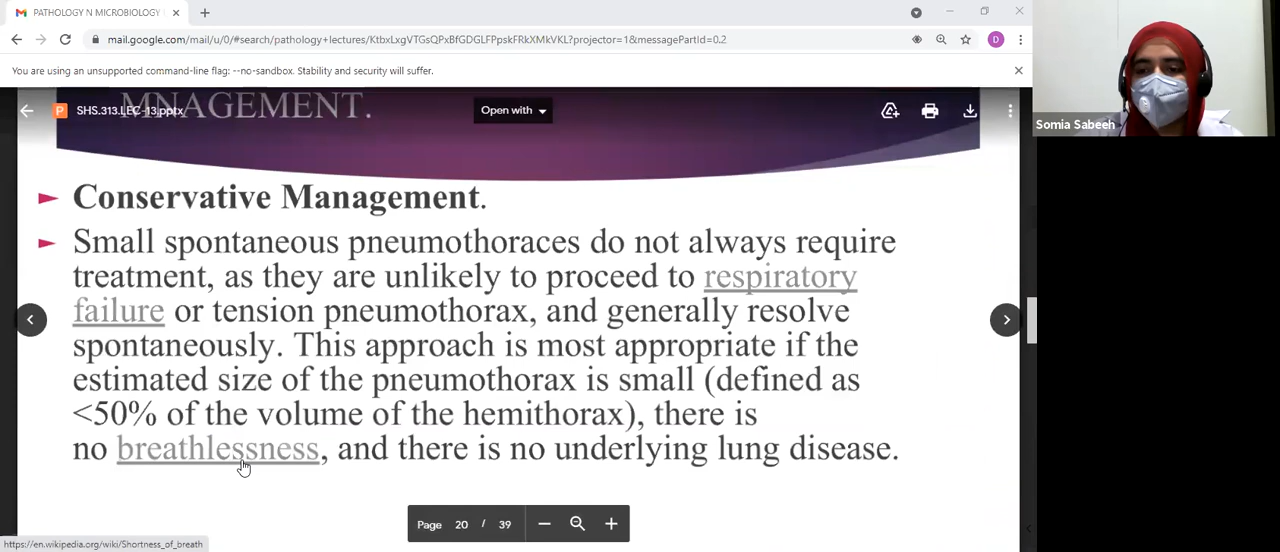 PATHOLOGY N MICROBIOLOGY
mail.google.com/mail/u/0/#search/pathology+lectures/KtbxLxgVTGsQPxBfGDGLFPpskFRkXMkVKL?projector=1&messagePartId=0.2
D
You are using an unsupported command-line flag: --no-sandbox. Stability and security will suffer.
MNAGEMENT.
P SHS.313.LEC-13.pptx
Open with
Somia Sabeeh
Conservative Management.
Small spontaneous pneumothoraces do not always require
treatment, as they are unlikely to proceed to respiratory
failure or tension pneumothorax, and generally resolve
spontaneously. This approach is most appropriate if the
estimated size of the pneumothorax is small (defined as
<50% of the volume of the hemithorax), there is
no breathlessness, and there is no underlying lung disease.
Page 20 / 39
https://en.wikipedia.org/wiki/Shortness_of_breath